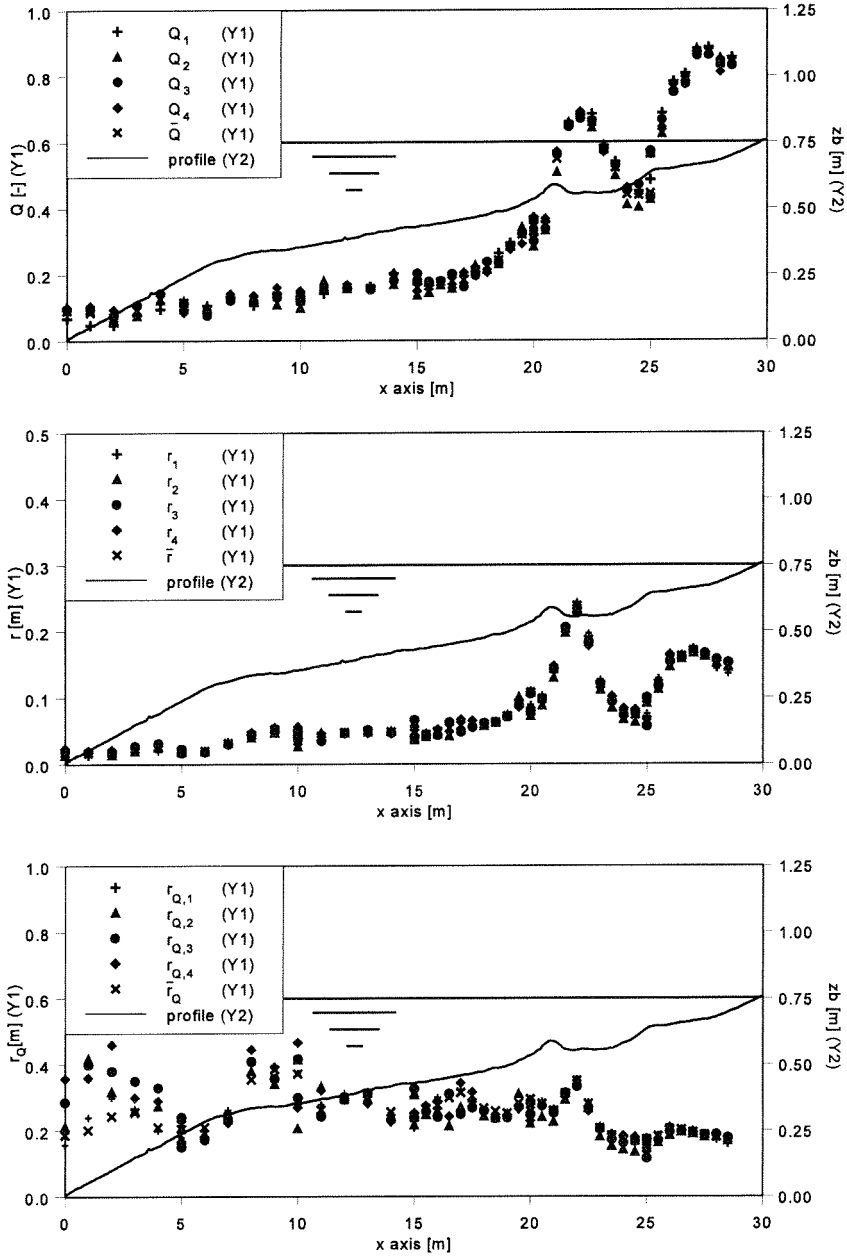 1.0
0.8
0.6
0.4
0.2
0.0
Q [-] (Y1)
Q1 (Y1)
Q2 (Y1)
Q3 (Y1)
Q4 (Y1)
Q̄ (Y1)
profile (Y2)
1.25
1.00
0.75
0.50
0.25
0.00
zb [m] (Y2)
0 5 10 15 20 25 30
x axis [m]
0.5
0.4
0.3
0.2
0.1
0.0
r [m] (Y1)
r1 (Y1)
r2 (Y1)
r3 (Y1)
r4 (Y1)
r̄ (Y1)
profile (Y2)
1.25
1.00
0.75
0.50
0.25
0.00
zb [m] (Y2)
0 5 10 15 20 25 30
x axis [m]
1.0
0.8
0.6
0.4
0.2
0.0
rQ[m] (Y1)
rQ,1 (Y1)
rQ,2 (Y1)
rQ,3 (Y1)
rQ,4 (Y1)
r̄Q (Y1)
profile (Y2)
1.25
1.00
0.75
0.50
0.25
0.00
zb [m] (Y2)
0 5 10 15 20 25 30
x axis [m]